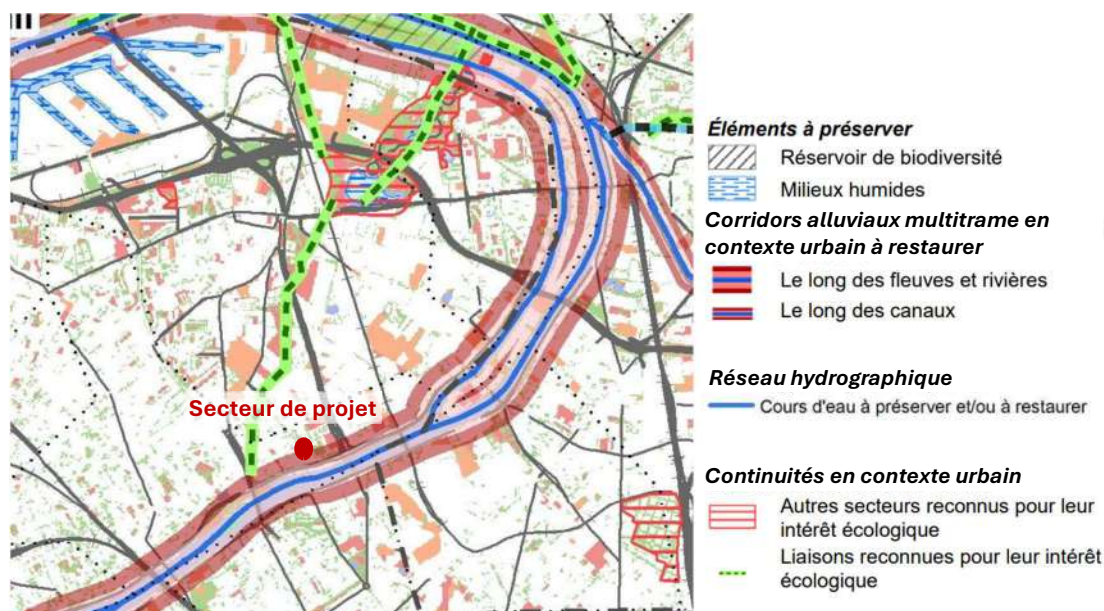 Éléments à préserver
Réservoir de biodiversité
Milieux humides
Corridors alluviaux multitrame en
contexte urbain à restaurer
Le long des fleuves et rivières
Le long des canaux
Réseau hydrographique
Cours d'eau à préserver et/ou à restaurer
Secteur de projet
Continuités en contexte urbain
Autres secteurs reconnus pour leur
intérêt écologique
Liaisons reconnues pour leur intérêt
écologique